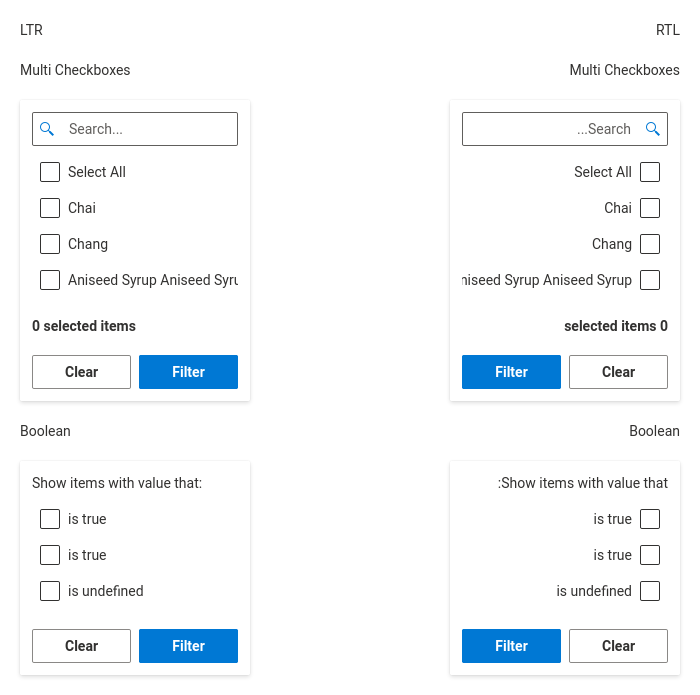 LTR
RTL
Multi Checkboxes
Multi Checkboxes
Search...
Select All
Chai
Chang
Aniseed Syrup Aniseed Syru
0 selected items
Clear Filter
...Search
Select All
Chai
Chang
niseed Syrup Aniseed Syrup
selected items 0
Filter Clear
Boolean
Boolean
Show items with value that:
is true
is true
is undefined
Clear Filter
:Show items with value that
is true
is true
is undefined
Filter Clear